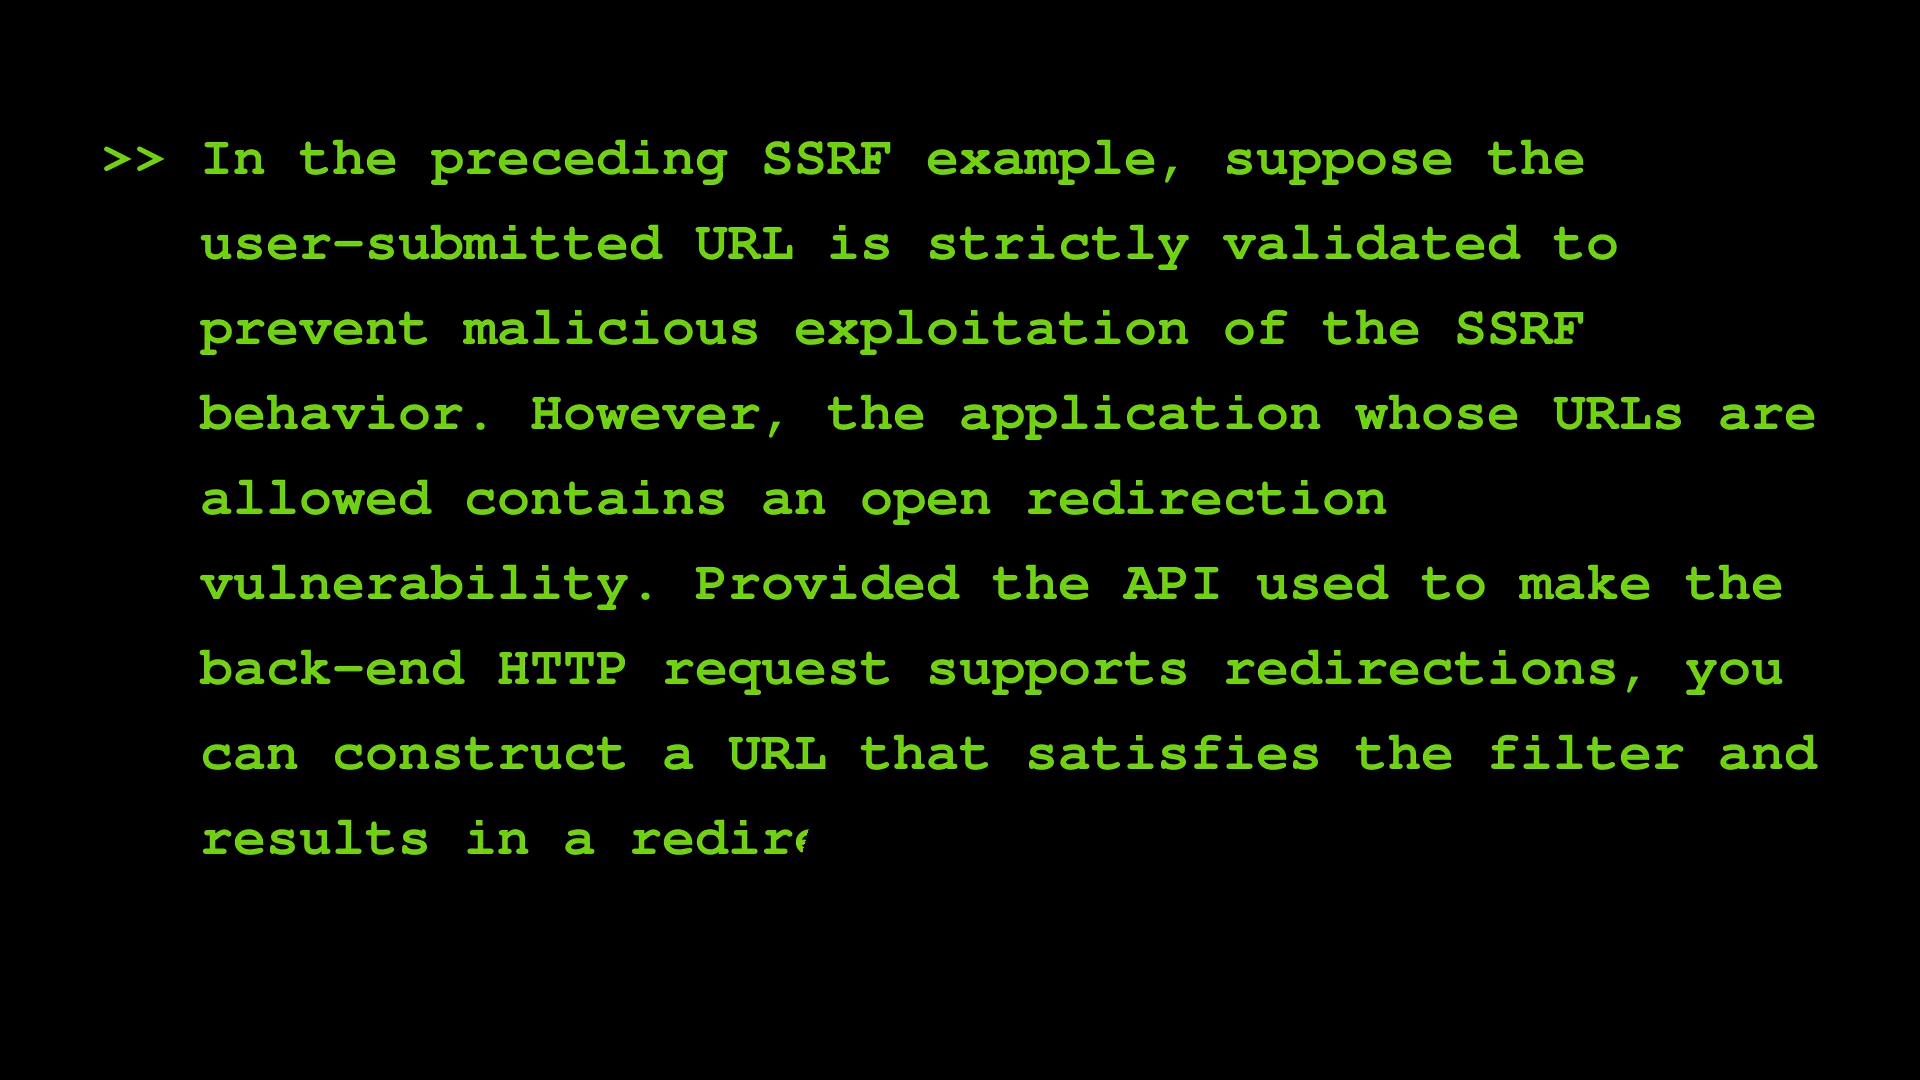 >> In the preceding SSRF example, suppose the
user-submitted URL is strictly validated to
prevent malicious exploitation of the SSRF
behavior. However, the application whose URLs are
allowed contains an open redirection
vulnerability. Provided the API used to make the
back-end HTTP request supports redirections, you
can construct a URL that satisfies the filter and
results in a redir